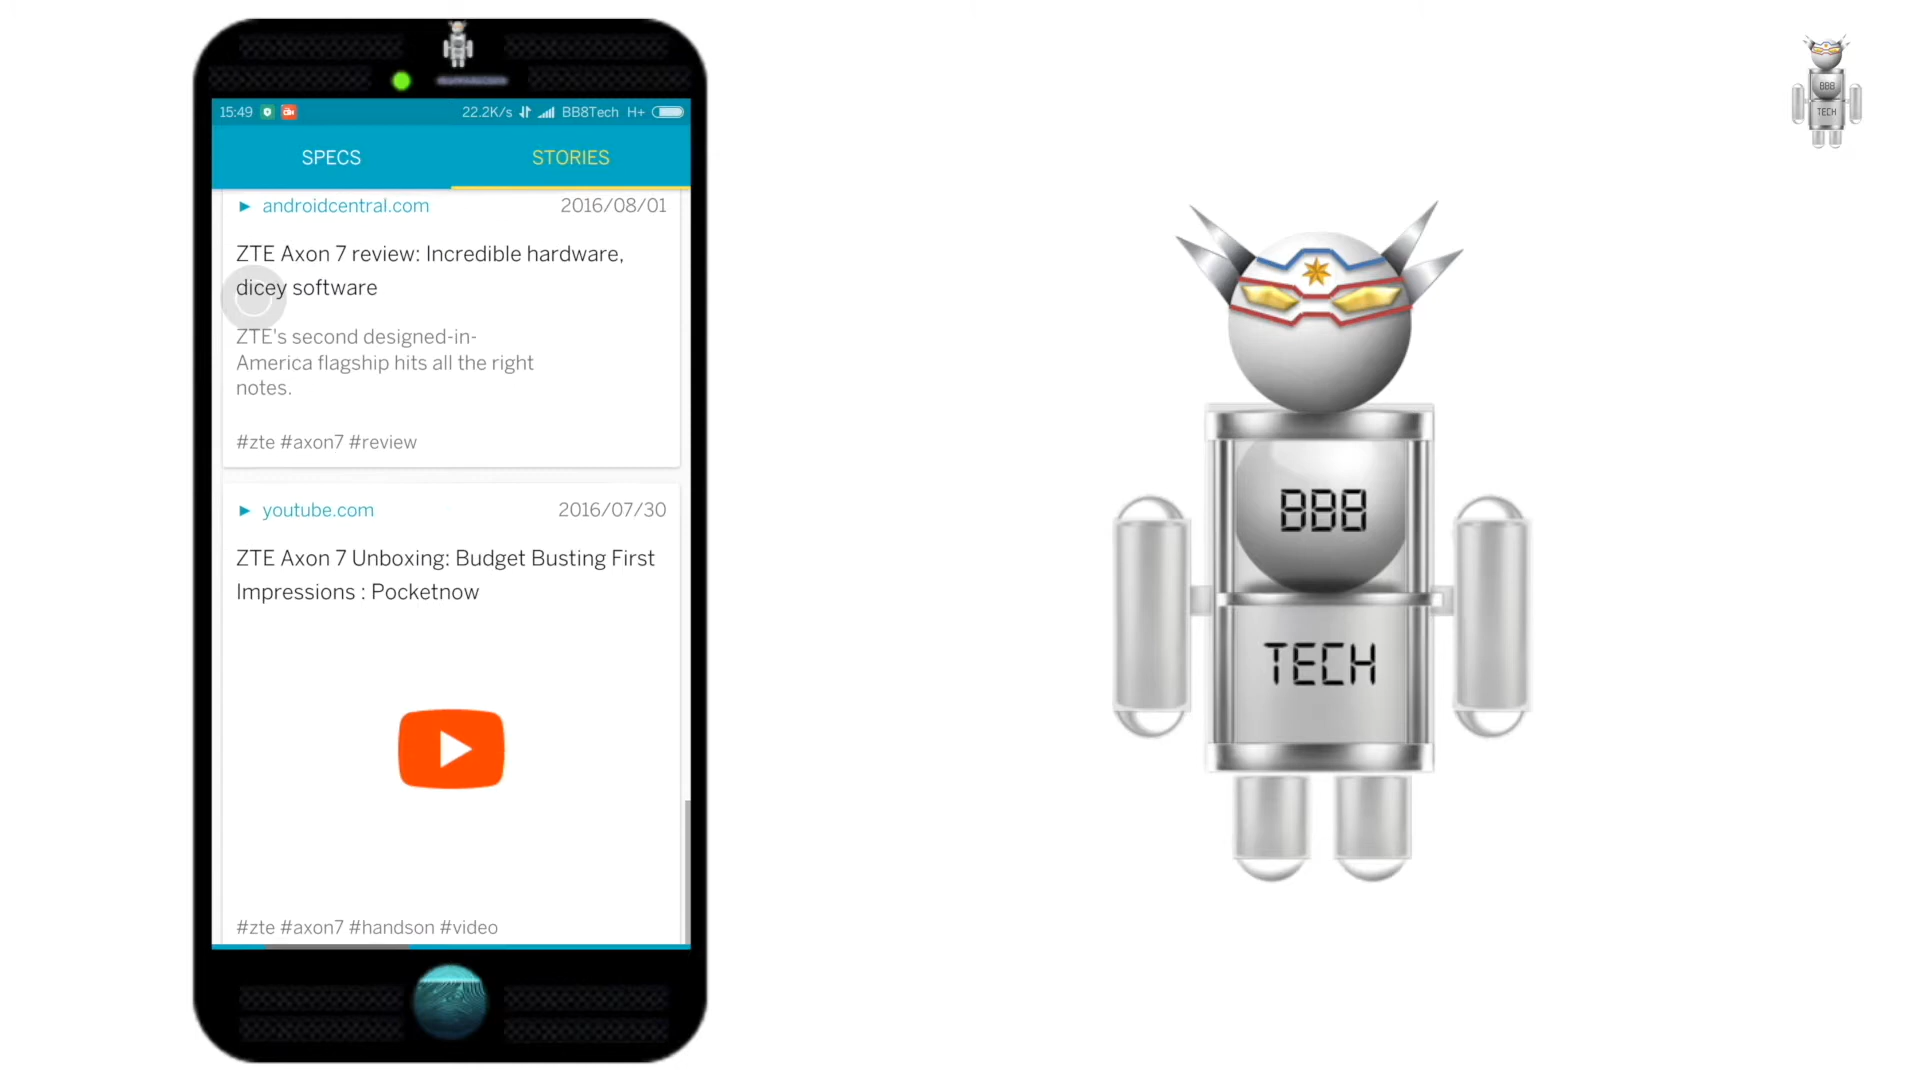 15:49 22.2K/s BB8Tech H+
SPECS STORIES
androidcentral.com 2016/08/01
ZTE Axon 7 review: Incredible hardware,
dicey software
ZTE's second designed-in-
America flagship hits all the right
notes.
#zte #axon7 #review
youtube.com 2016/07/30
ZTE Axon 7 Unboxing: Budget Busting First
Impressions : Pocketnow
#zte #axon7 #handson #video
BB8
TECH
BB8
TECH